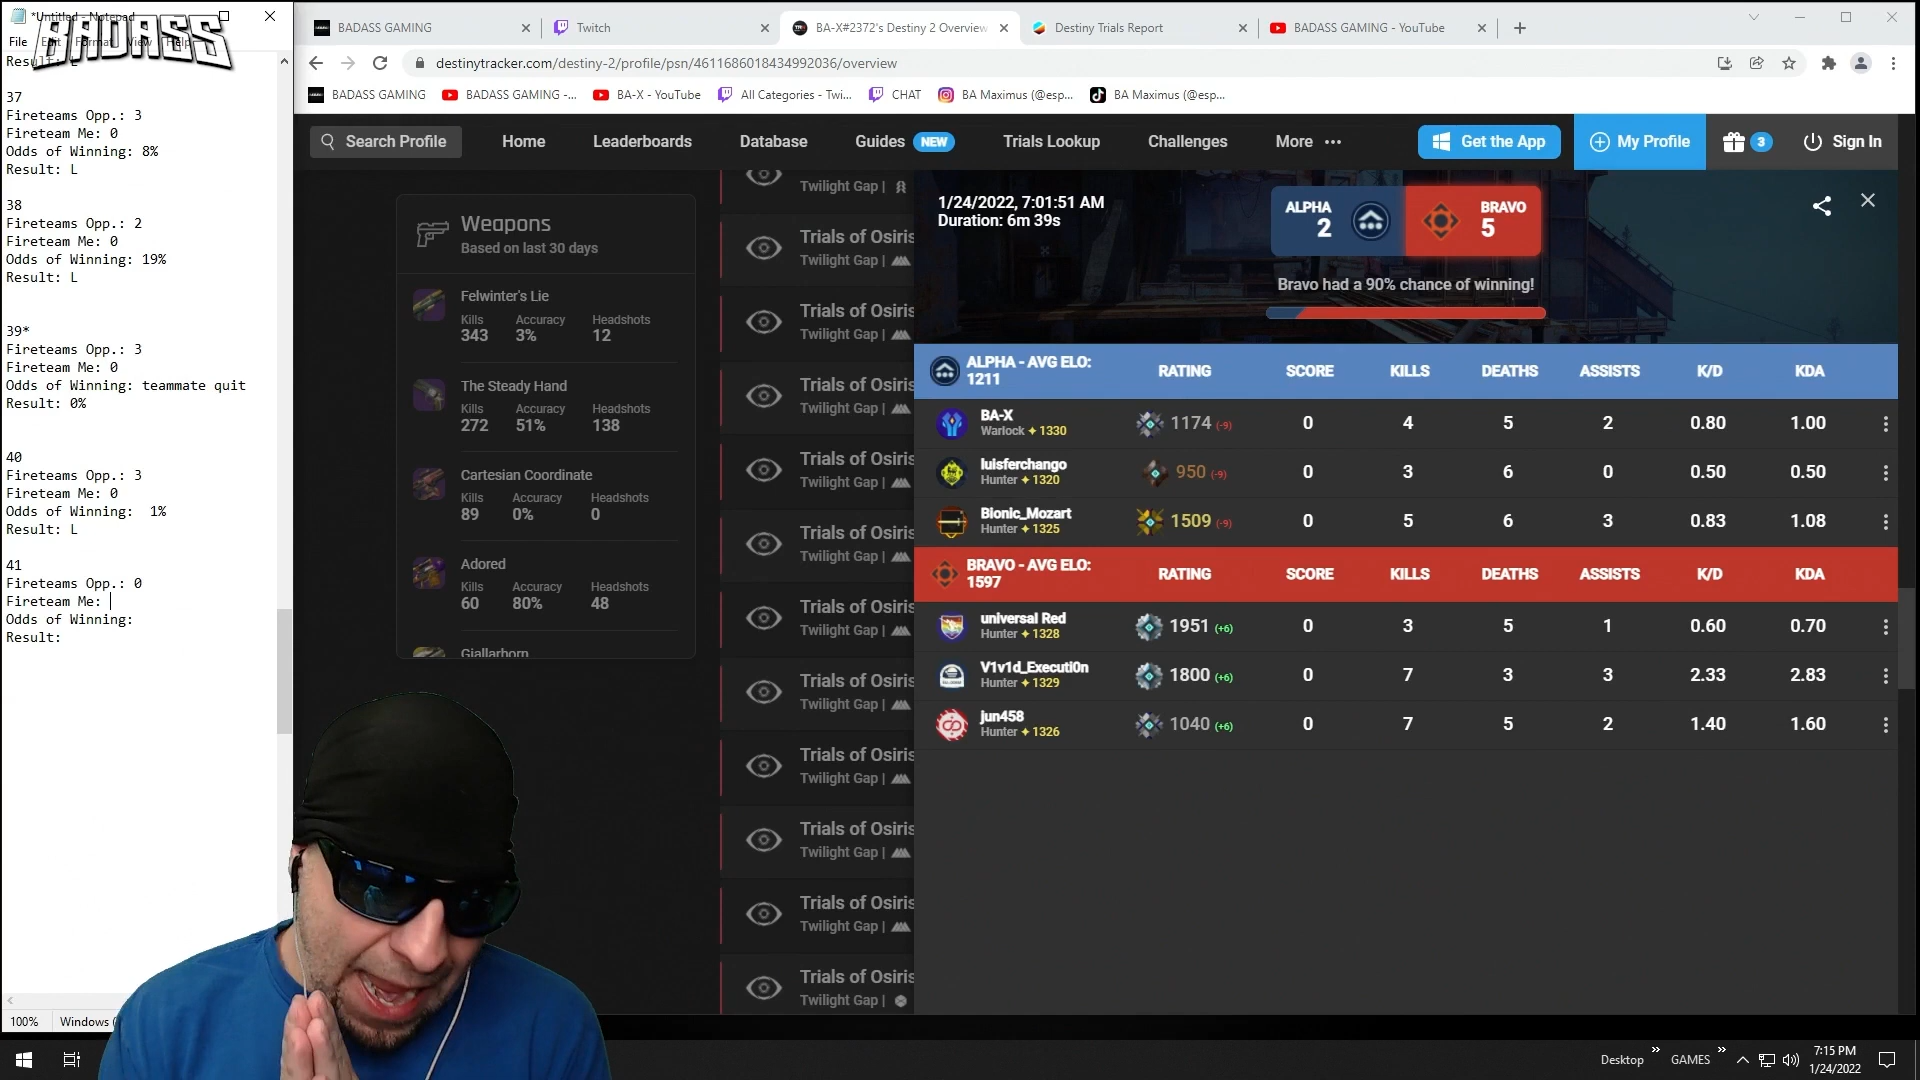 *Untitled - Notepad
BADASS
File Edit Format View Help
Result: L
37
Fireteams Opp.: 3
Fireteam Me: 0
Odds of Winning: 8%
Result: L
38
Fireteams Opp.: 2
Fireteam Me: 0
Odds of Winning: 19%
Result: L
39*
Fireteams Opp.: 3
Fireteam Me: 0
Odds of Winning: teammate quit
Result: 0%
40
Fireteams Opp.: 3
Fireteam Me: 0
Odds of Winning:  1%
Result: L
41
Fireteams Opp.: 0
Fireteam Me:
Odds of Winning:
Result:
100% Windows (
BADASS GAMING
Twitch
BA-X#2372's Destiny 2 Overview
Destiny Trials Report
BADASS GAMING - YouTube
destinytracker.com/destiny-2/profile/psn/4611686018434992036/overview
BADASS GAMING
BADASS GAMING -...
BA-X - YouTube
All Categories - Twi...
CHAT
BA Maximus (@esp...
BA Maximus (@esp...
Search Profile
Home
Leaderboards
Database
Guides NEW
Trials Lookup
Challenges
More
Get the App
My Profile
3
Sign In
Weapons
Based on last 30 days
Felwinter's Lie
Kills Accuracy Headshots
343 3% 12
The Steady Hand
Kills Accuracy Headshots
272 51% 138
Cartesian Coordinate
Kills Accuracy Headshots
89 0% 0
Adored
Kills Accuracy Headshots
60 80% 48
Gjallarhorn
Twilight Gap |
Trials of Osiris
Twilight Gap |
Trials of Osiris
Twilight Gap |
Trials of Osiris
Twilight Gap |
Trials of Osiris
Twilight Gap |
Trials of Osiris
Twilight Gap |
Trials of Osiris
Twilight Gap |
Trials of Osiris
Twilight Gap |
Trials of Osiris
Twilight Gap |
Trials of Osiris
Twilight Gap |
Trials of Osiris
Twilight Gap |
Trials of Osiris
Twilight Gap |
1/24/2022, 7:01:51 AM
Duration: 6m 39s
ALPHA
2
BRAVO
5
Bravo had a 90% chance of winning!
ALPHA - AVG ELO: 1211 RATING SCORE KILLS DEATHS ASSISTS K/D KDA
BA-X 1174 (-9) 0 4 5 2 0.80 1.00
Warlock 1330
luisferchango 950 (-9) 0 3 6 0 0.50 0.50
Hunter 1320
Bionic_Mozart 1509 (-9) 0 5 6 3 0.83 1.08
Hunter 1325
BRAVO - AVG ELO: 1597 RATING SCORE KILLS DEATHS ASSISTS K/D KDA
universal Red 1951 (+6) 0 3 5 1 0.60 0.70
Hunter 1328
V1v1d_Executi0n 1800 (+6) 0 7 3 3 2.33 2.83
Hunter 1329
jun458 1040 (+6) 0 7 5 2 1.40 1.60
Hunter 1326
Desktop
GAMES
7:15 PM
1/24/2022